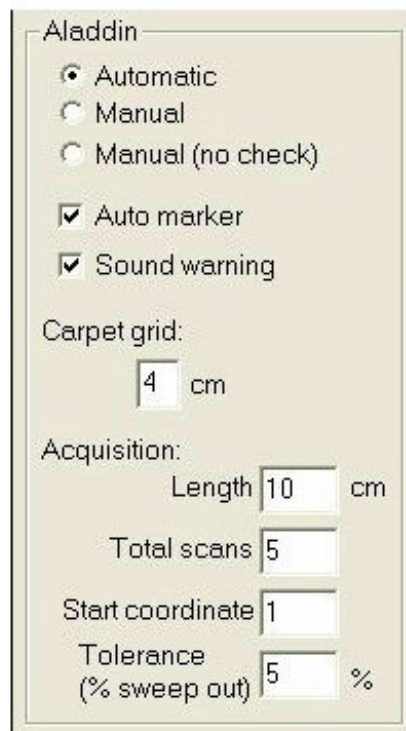 Aladdin
Automatic
Manual
Manual (no check)
Auto marker
Sound warning
Carpet grid:
4 cm
Acquisition:
Length 10 cm
Total scans 5
Start coordinate 1
Tolerance
(% sweep out) 5 %